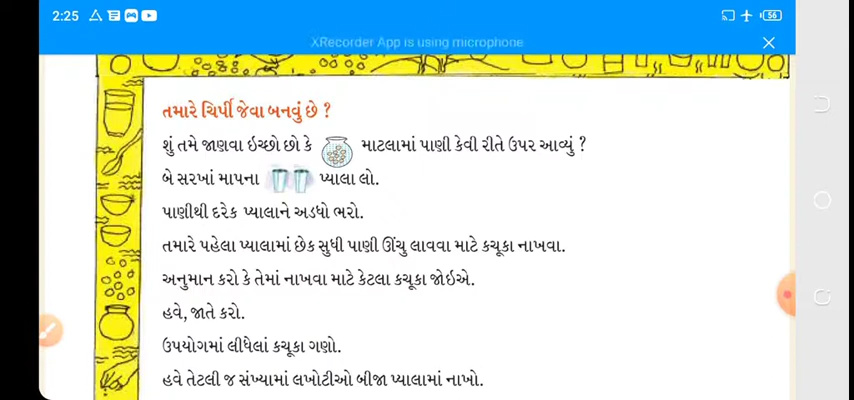 2:25
56
XRecorder App is using microphone
તમારે ચિર્પી જેવા બનવું છે ?
શું તમે જાણવા ઇચ્છો છો કે માટલામાં પાણી કેવી રીતે ઉપર આવ્યું ?
બે સરખાં માપના પ્યાલા લો.
પાણીથી દરેક પ્યાલાને અડધો ભરો.
તમારે પહેલા પ્યાલામાં છેક સુધી પાણી ઊંચુ લાવવા માટે કચૂકા નાખવા.
અનુમાન કરો કે તેમાં નાખવા માટે કેટલા કચૂકા જોઇએ.
હવે, જાતે કરો.
ઉપયોગમાં લીધેલાં કચૂકા ગણો.
હવે તેટલી જ સંખ્યામાં લખોટીઓ બીજા પ્યાલામાં નાખો.